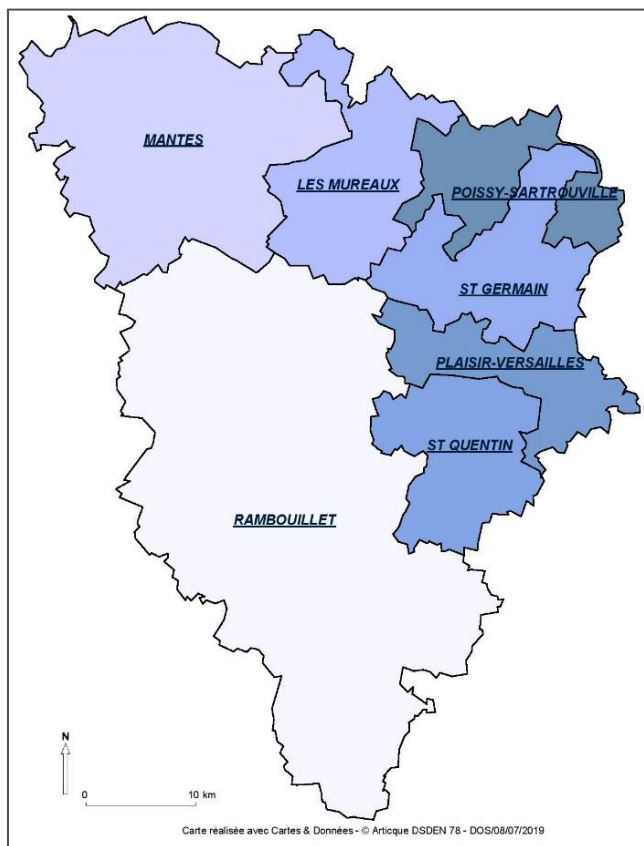 MANTES
LES MUREAUX
POISSY-SARTROUVILLE
ST GERMAIN
PLAISIR-VERSAILLES
ST QUENTIN
RAMBOUILLET
N
0
10 km
Carte réalisée avec Cartes & Données - © Articque DSDEN 78 - DOS/08/07/2019